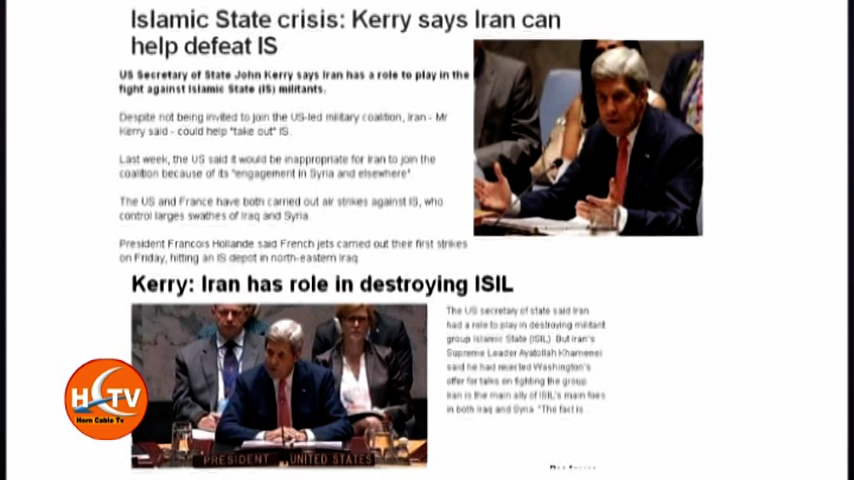 Islamic State crisis: Kerry says Iran can
help defeat IS
US Secretary of State John Kerry says Iran has a role to play in the
fight against Islamic State (IS) militants.
Despite not being invited to join the US-led military coalition, Iran - Mr
Kerry said - could help "take out" IS.
Last week, the US said it would be inappropriate for Iran to join the
coalition because of its "engagement in Syria and elsewhere"
The US and France have both carried out air strikes against IS, who
control larges swathes of Iraq and Syria.
President Francois Hollande said French jets carried out their first strikes
on Friday, hitting an IS depot in north-eastern Iraq.
Kerry: Iran has role in destroying ISIL
The US secretary of state said Iran
had a role to play in destroying militant
group Islamic State (ISIL). But Iran's
Supreme Leader Ayatollah Khamenei
said he had rejected Washington's
offer for talks on fighting the group.
Iran is the main ally of ISIL's main foes
in both Iraq and Syria. "The fact is
PRESIDENT UNITED STATES
HCTV
Horn Cable Tv